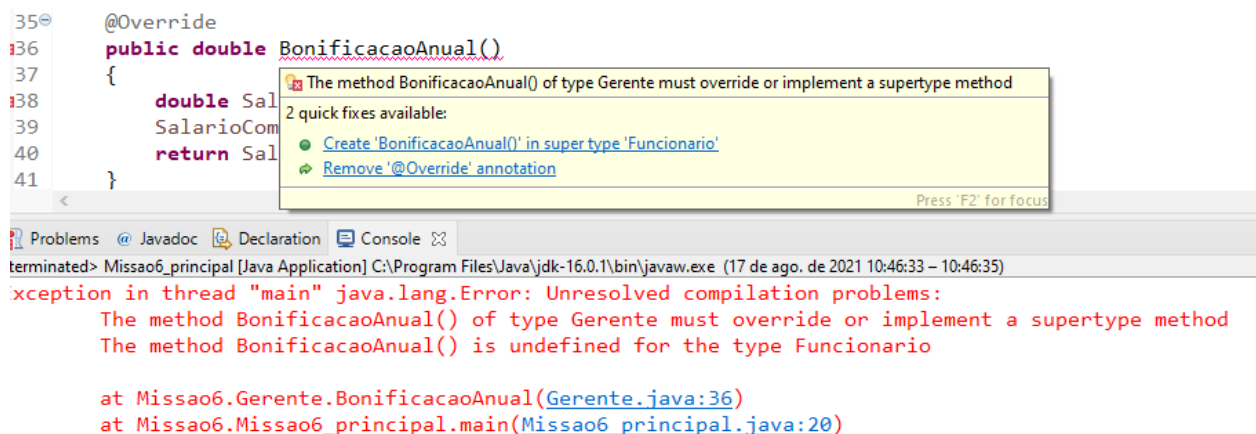 35 @Override
36 public double BonificacaoAnual()
37 {
The method BonificacaoAnual() of type Gerente must override or implement a supertype method
38 double Sal
2 quick fixes available:
39 SalarioCom
Create 'BonificacaoAnual()' in super type 'Funcionario'
40 return Sal
Remove '@Override' annotation
41 }
Press 'F2' for focus
Problems @ Javadoc Declaration Console
terminated> Missao6_principal [Java Application] C:\Program Files\Java\jdk-16.0.1\bin\javaw.exe (17 de ago. de 2021 10:46:33 – 10:46:35)
xception in thread "main" java.lang.Error: Unresolved compilation problems:
The method BonificacaoAnual() of type Gerente must override or implement a supertype method
The method BonificacaoAnual() is undefined for the type Funcionario
at Missao6.Gerente.BonificacaoAnual(Gerente.java:36)
at Missao6.Missao6_principal.main(Missao6_principal.java:20)